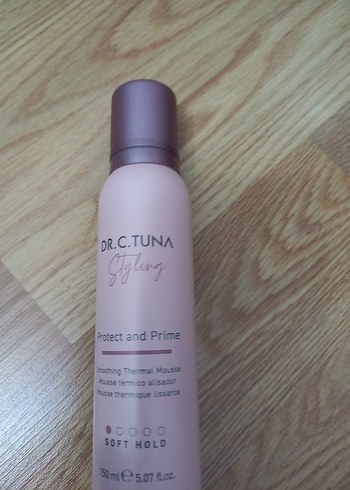 DR.C.TUNA
Styling
Protect and Prime
Smoothing Thermal Mousse
Mousse térmico alisador
Mousse thermique lissante
SOFT HOLD
150 ml ℮ 5.07 fl.oz.